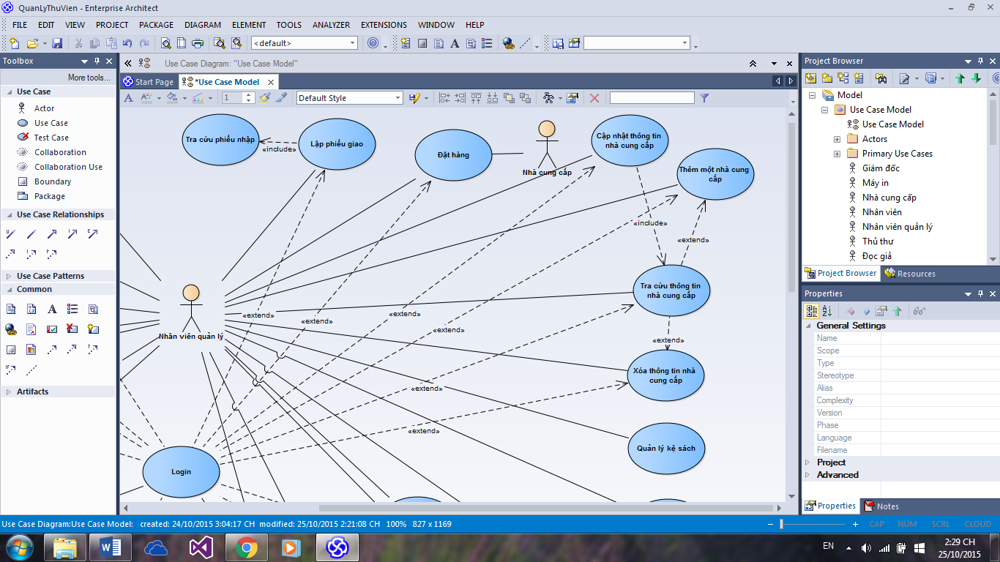 QuanLyThuVien - Enterprise Architect
FILE EDIT VIEW PROJECT PACKAGE DIAGRAM ELEMENT TOOLS ANALYZER EXTENSIONS WINDOW HELP
<default>
Toolbox
More tools...
Use Case
Actor
Use Case
Test Case
Collaboration
Collaboration Use
Boundary
Package
Use Case Relationships
Use Case Patterns
Common
Artifacts
Use Case Diagram: "Use Case Model"
Start Page
*Use Case Model
1
Default Style
Tra cứu phiếu nhập
«include»
Lập phiếu giao
Đặt hàng
Nhà cung cấp
Cập nhật thông tin
nhà cung cấp
Thêm một nhà cung
cấp
«include»
«extend»
Tra cứu thông tin
nhà cung cấp
«extend»
«extend»
«extend»
«extend»
Nhân viên quản lý
«extend»
Xóa thông tin nhà
cung cấp
«extend»
«extend»
Quản lý kệ sách
Login
Project Browser
Model
Use Case Model
Use Case Model
Actors
Primary Use Cases
Giám đốc
Máy in
Nhà cung cấp
Nhân viên
Nhân viên quản lý
Thủ thư
Đọc giả
Project Browser
Resources
Properties
General Settings
Name
Scope
Type
Stereotype
Alias
Complexity
Version
Phase
Language
Filename
Project
Advanced
Properties
Notes
Use Case Diagram:Use Case Model: created: 24/10/2015 3:04:17 CH modified: 25/10/2015 2:21:08 CH 100% 827 x 1169
CAP NUM SCRL CLOUD
EN
2:29 CH
25/10/2015